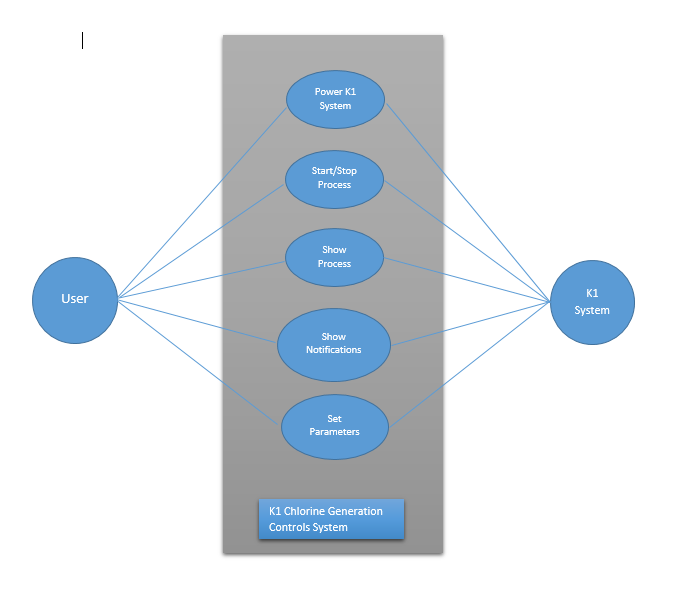 Power K1
System
Start/Stop
Process
Show
Process
User
K1
System
Show
Notifications
Set
Parameters
K1 Chlorine Generation
Controls System